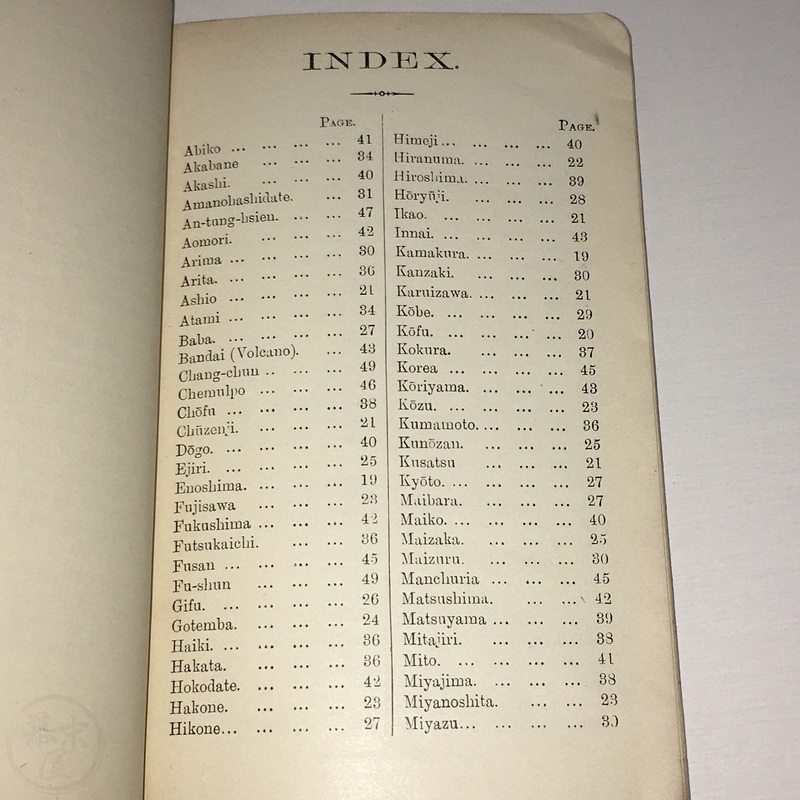 INDEX.
PAGE.
Abiko ... ... ... ... 41
Akabane ... ... ... 34
Akashi. ... ... ... 40
Amanohashidate. ... 31
An-tung-hsien. ... ... 47
Aomori. ... ... ... 42
Arima ... ... ... ... 30
Arita. ... ... ... ... 36
Ashio ... ... ... ... 21
Atami ... ... ... ... 34
Baba. ... ... ... ... 27
Bandai (Volcano). ... 43
Chang-chun .. ... ... 49
Chemulpo ... ... ... 46
Chōfu ... ... ... ... 38
Chūzenji. ... ... ... 21
Dōgo. ... ... ... ... 40
Ejiri. ... ... ... ... 25
Enoshima. ... ... ... 19
Fujisawa ... ... ... 23
Fukushima ... ... ... 42
Futsukaichi. ... ... 36
Fusan ... ... ... ... 45
Fu-shun ... ... ... 49
Gifu. ... ... ... ... 26
Gotemba. ... ... ... 24
Haiki. ... ... ... ... 36
Hakata. ... ... ... 36
Hokodate. ... ... ... 42
Hakone. ... ... ... 23
Hikone... ... ... ... 27
PAGE.
Himeji... ... ... ... 40
Hiranuma. ... ... ... 22
Hiroshima. ... ... ... 39
Hōryūji. ... ... ... 28
Ikao. ... ... ... ... 21
Innai. ... ... ... ... 43
Kamakura. ... ... ... 19
Kanzaki. ... ... ... 30
Karuizawa. ... ... ... 21
Kōbe. ... ... ... ... 29
Kōfu. ... ... ... ... 20
Kokura. ... ... ... 37
Korea ... ... ... ... 45
Kōriyama. ... ... ... 43
Kōzu. ... ... ... ... 23
Kumamoto. ... ... ... 36
Kunōzan. ... ... ... 25
Kusatsu ... ... ... 21
Kyōto. ... ... ... ... 27
Maibara. ... ... ... 27
Maiko. ... ... ... ... 40
Maizaka. ... ... ... 25
Maizuru. ... ... ... 30
Manchuria ... ... ... 45
Matsushima. ... ... 42
Matsuyama ... ... ... 39
Mitajiri. ... ... ... 38
Mito. ... ... ... ... 41
Miyajima. ... ... ... 38
Miyanoshita. ... ... 23
Miyazu... ... ... ... 30